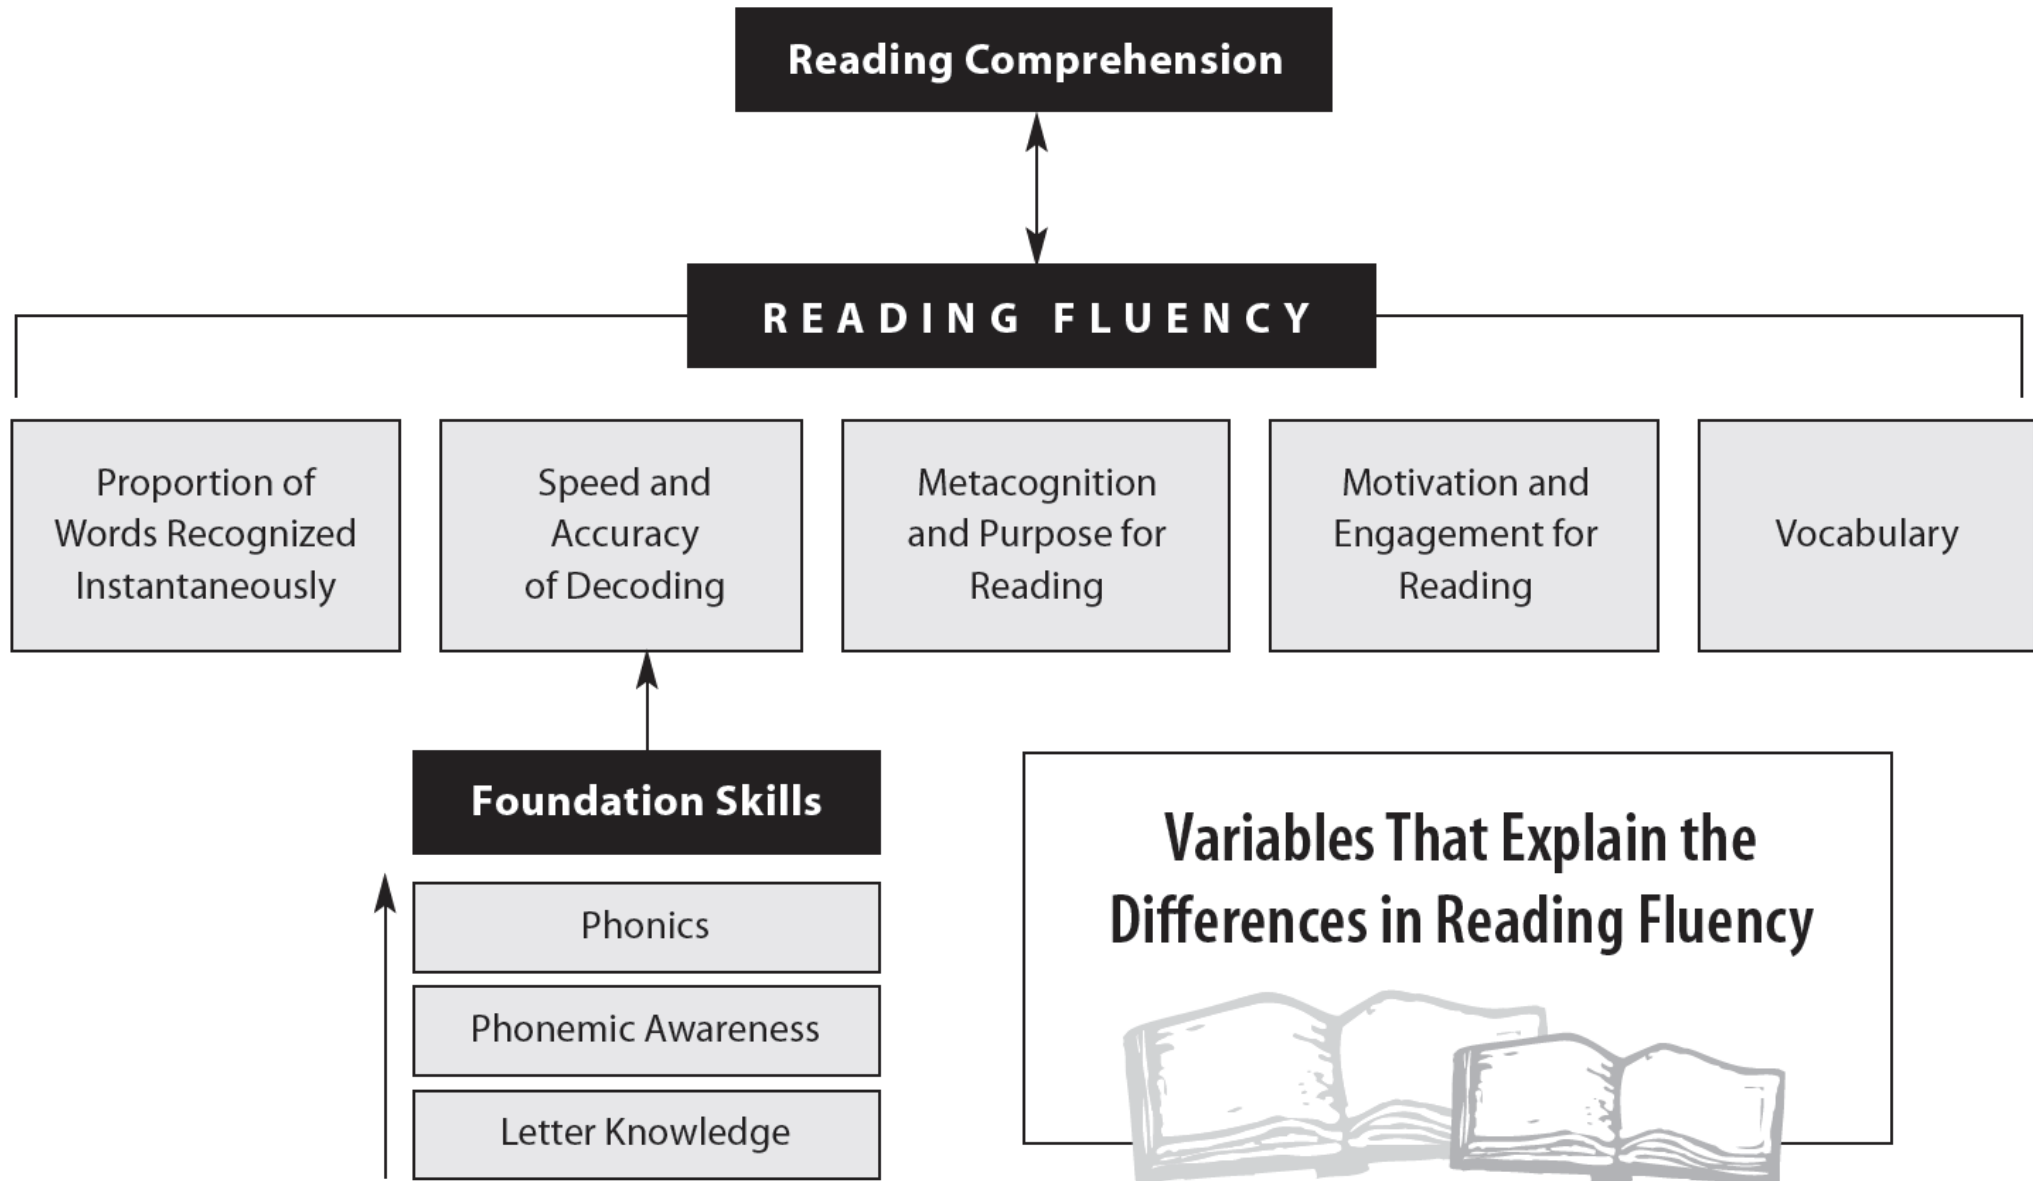 Reading Comprehension
READING FLUENCY
Proportion of
Words Recognized
Instantaneously
Speed and
Accuracy
of Decoding
Metacognition
and Purpose for
Reading
Motivation and
Engagement for
Reading
Vocabulary
Foundation Skills
Phonics
Phonemic Awareness
Letter Knowledge
Variables That Explain the
Differences in Reading Fluency